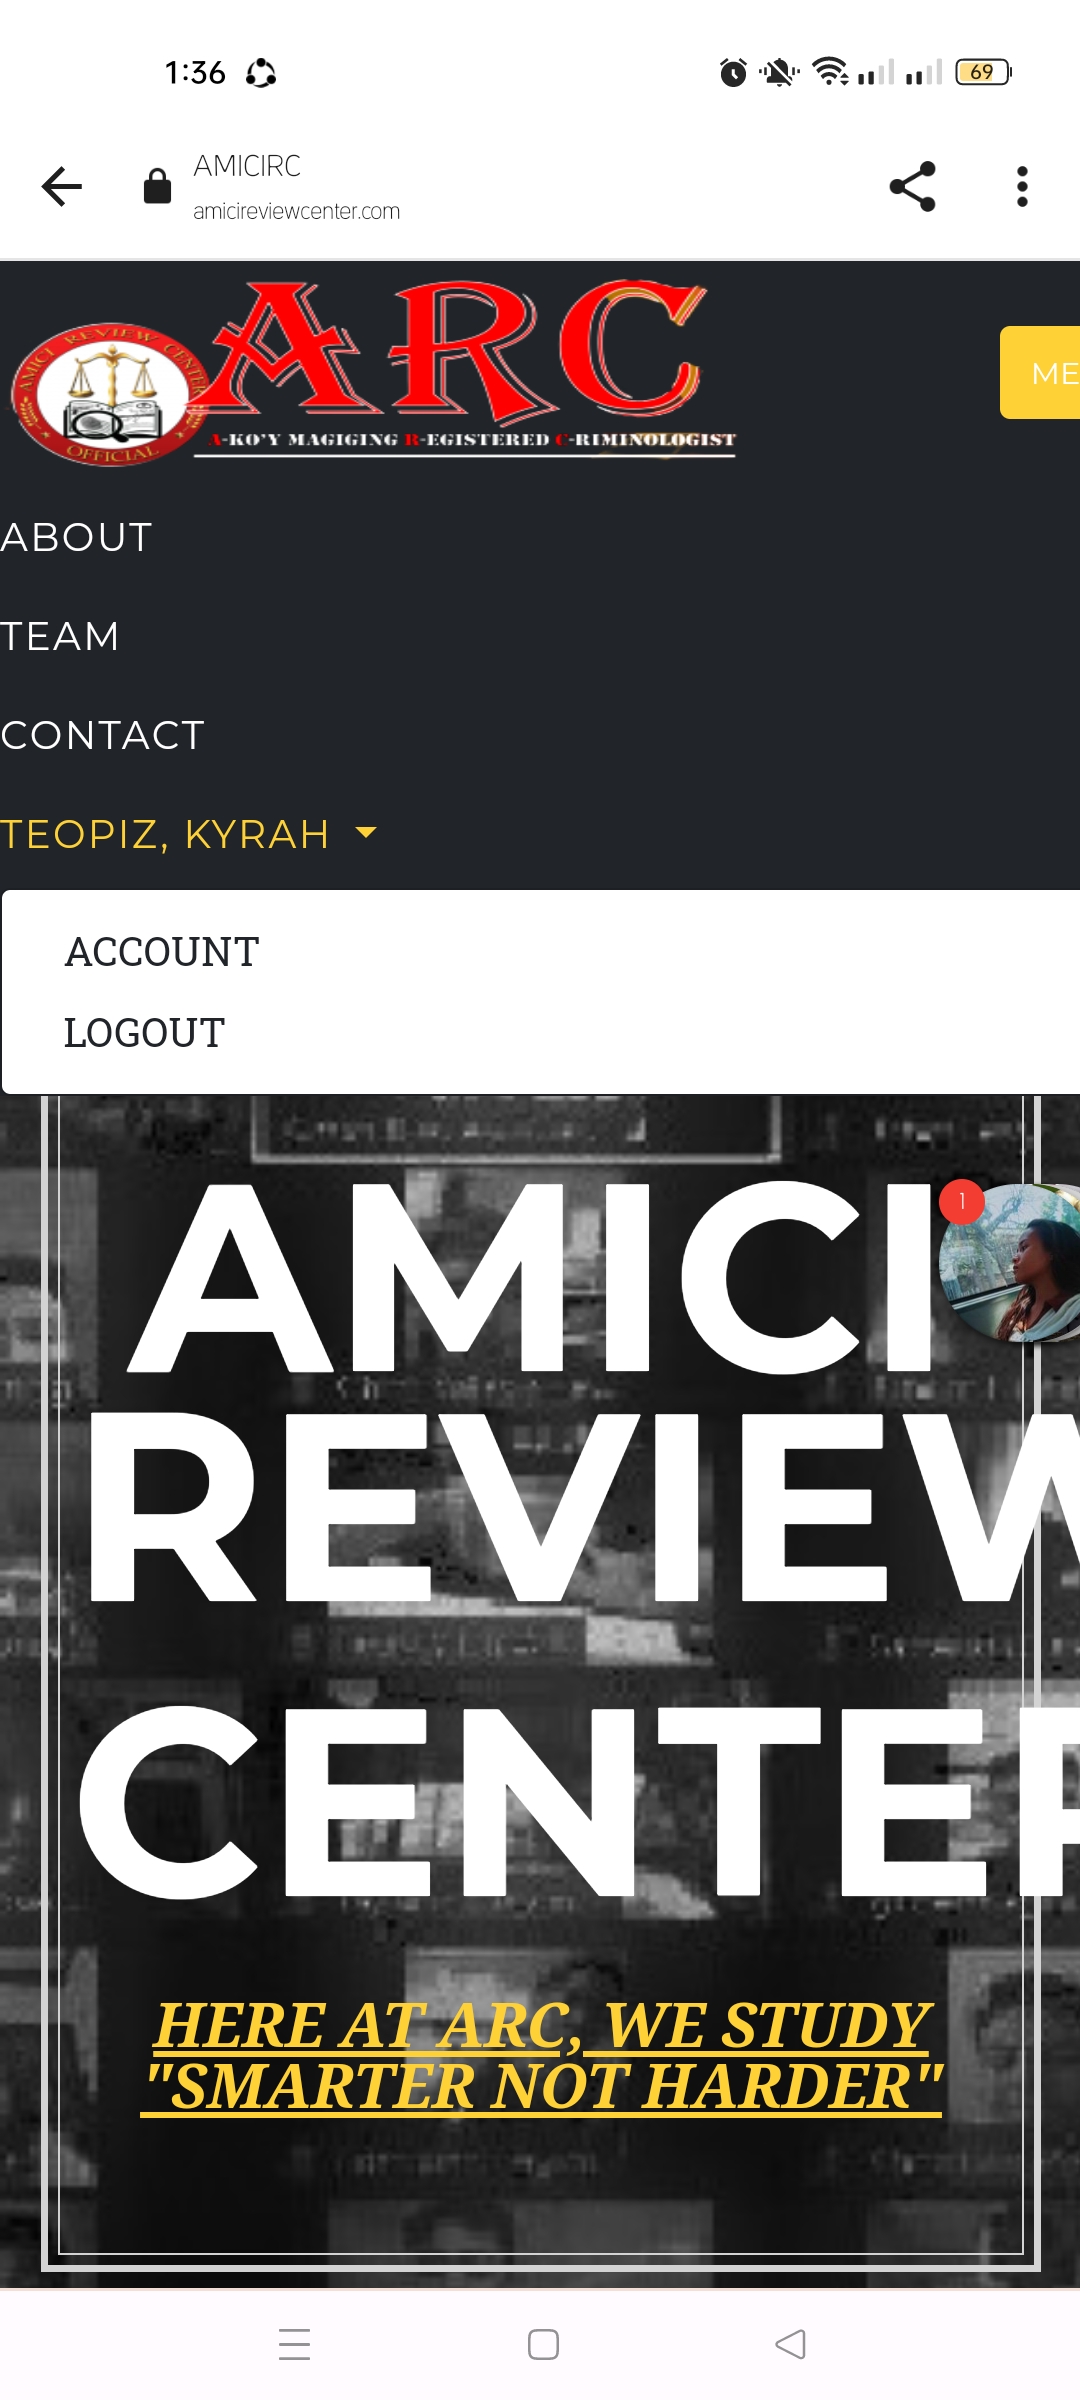 1:36
69
AMICIRC
amicireviewcenter.com
ARC
AMICI REVIEW CENTER
OFFICIAL
A-KO'Y MAGIGING R-EGISTERED C-RIMINOLOGIST
ME
ABOUT
TEAM
CONTACT
TEOPIZ, KYRAH
ACCOUNT
LOGOUT
AMICI
1
REVIEW
CENTER
HERE AT ARC, WE STUDY
"SMARTER NOT HARDER"